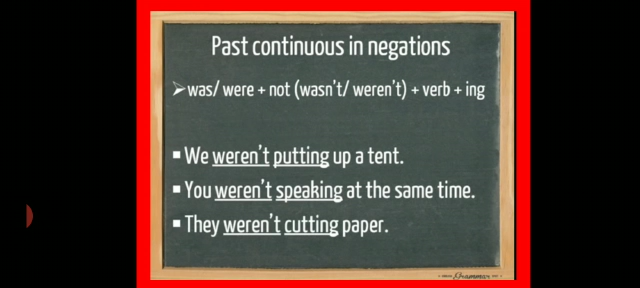 Past continuous in negations
➤was/ were + not (wasn't/ weren't) + verb + ing
▪ We weren't putting up a tent.
▪ You weren't speaking at the same time.
▪ They weren't cutting paper.
Grammar